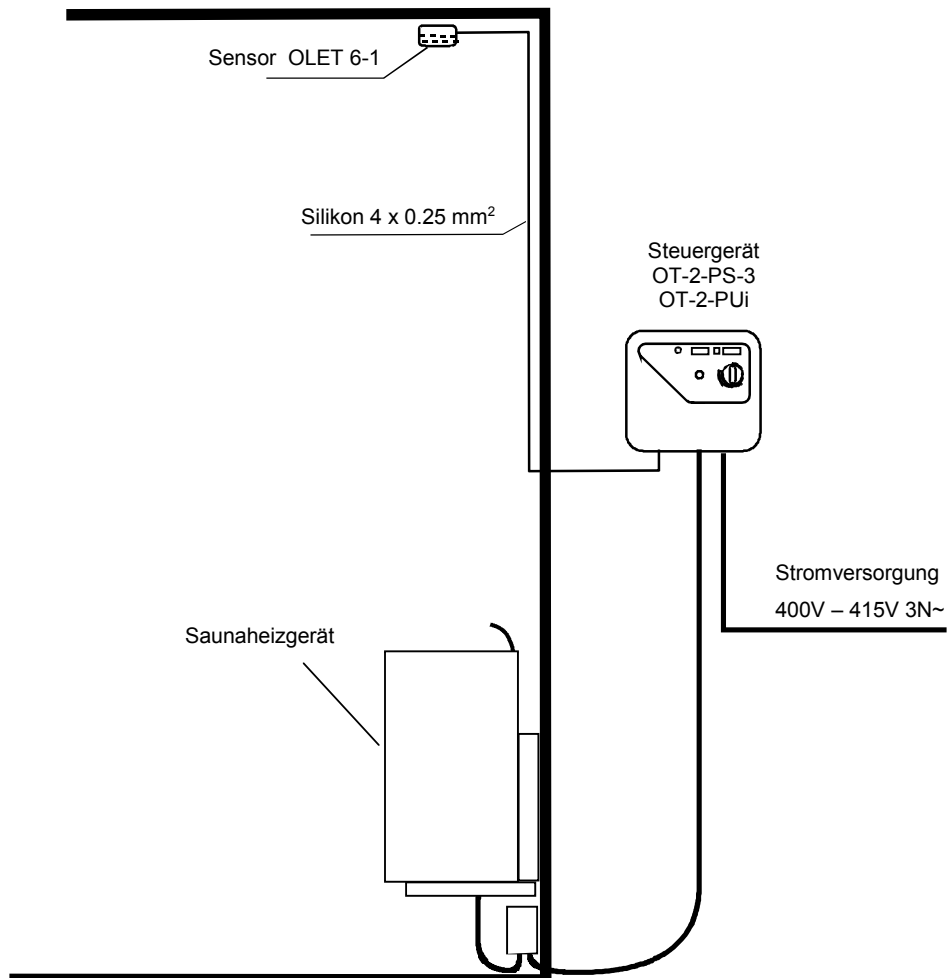 Sensor OLET 6-1
Silikon 4 x 0.25 mm²
Steuergerät
OT-2-PS-3
OT-2-PUi
Stromversorgung
400V – 415V 3N~
Saunaheizgerät